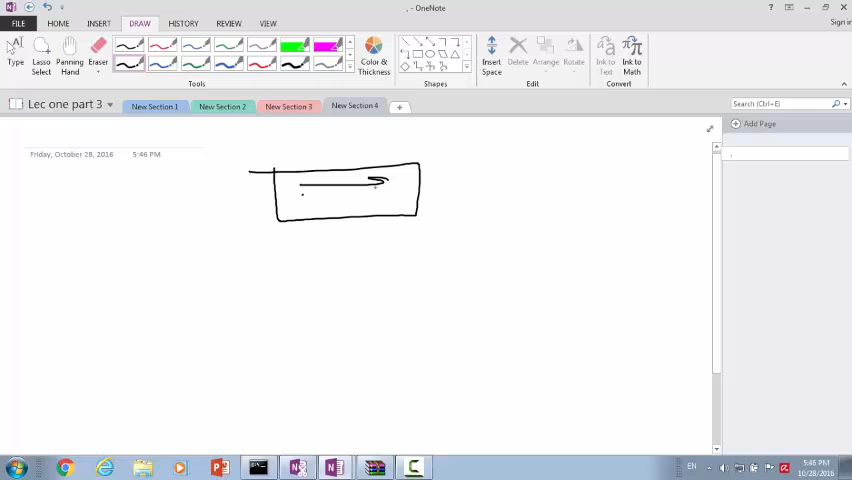 , - OneNote
? 
Sign in
FILE HOME INSERT DRAW HISTORY REVIEW VIEW
Type
Lasso Select
Panning Hand
Eraser
Color & Thickness
Insert Space
Delete
Arrange
Rotate
Ink to Text
Ink to Math
Tools
Shapes
Edit
Convert
Lec one part 3
New Section 1
New Section 2
New Section 3
New Section 4
Search (Ctrl+E)
Add Page
Friday, October 28, 2016 5:46 PM
EN
5:46 PM
10/28/2016